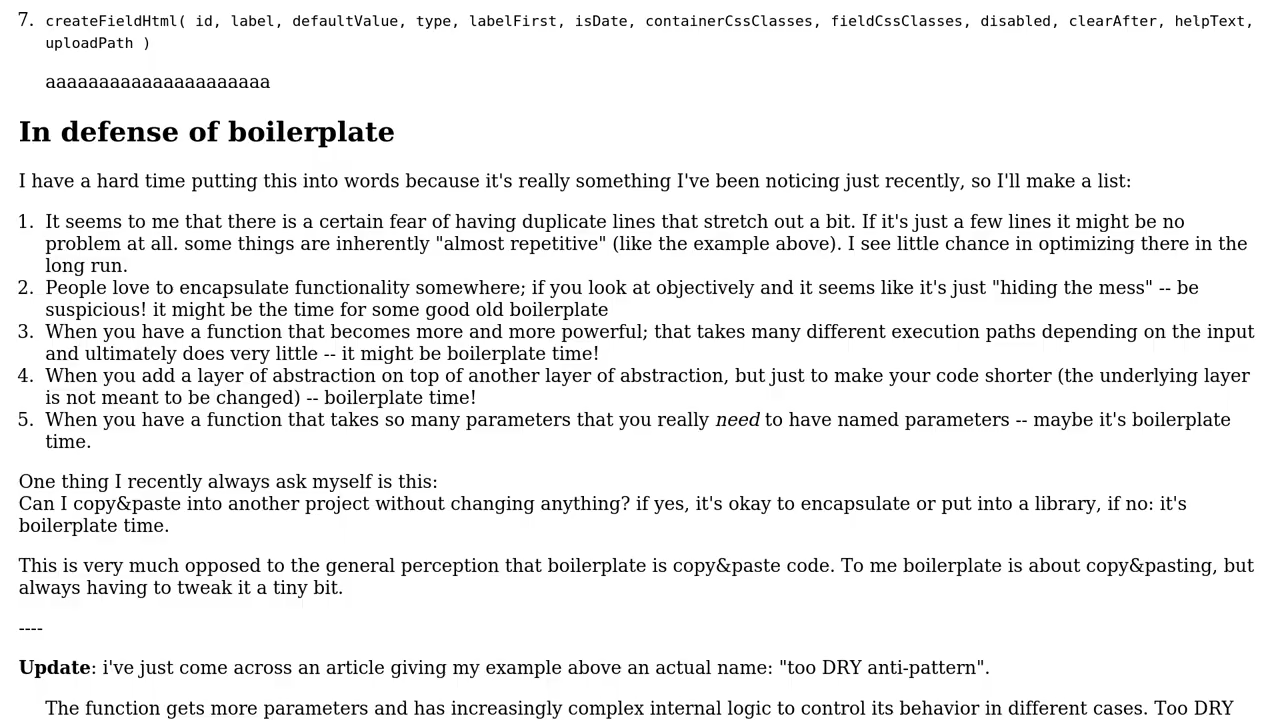 7. createFieldHtml( id, label, defaultValue, type, labelFirst, isDate, containerCssClasses, fieldCssClasses, disabled, clearAfter, helpText,
uploadPath )
aaaaaaaaaaaaaaaaaaaaa
In defense of boilerplate
I have a hard time putting this into words because it's really something I've been noticing just recently, so I'll make a list:
1. It seems to me that there is a certain fear of having duplicate lines that stretch out a bit. If it's just a few lines it might be no
problem at all. some things are inherently "almost repetitive" (like the example above). I see little chance in optimizing there in the
long run.
2. People love to encapsulate functionality somewhere; if you look at objectively and it seems like it's just "hiding the mess" -- be
suspicious! it might be the time for some good old boilerplate
3. When you have a function that becomes more and more powerful; that takes many different execution paths depending on the input
and ultimately does very little -- it might be boilerplate time!
4. When you add a layer of abstraction on top of another layer of abstraction, but just to make your code shorter (the underlying layer
is not meant to be changed) -- boilerplate time!
5. When you have a function that takes so many parameters that you really need to have named parameters -- maybe it's boilerplate
time.
One thing I recently always ask myself is this:
Can I copy&paste into another project without changing anything? if yes, it's okay to encapsulate or put into a library, if no: it's
boilerplate time.
This is very much opposed to the general perception that boilerplate is copy&paste code. To me boilerplate is about copy&pasting, but
always having to tweak it a tiny bit.
----
Update: i've just come across an article giving my example above an actual name: "too DRY anti-pattern".
The function gets more parameters and has increasingly complex internal logic to control its behavior in different cases. Too DRY